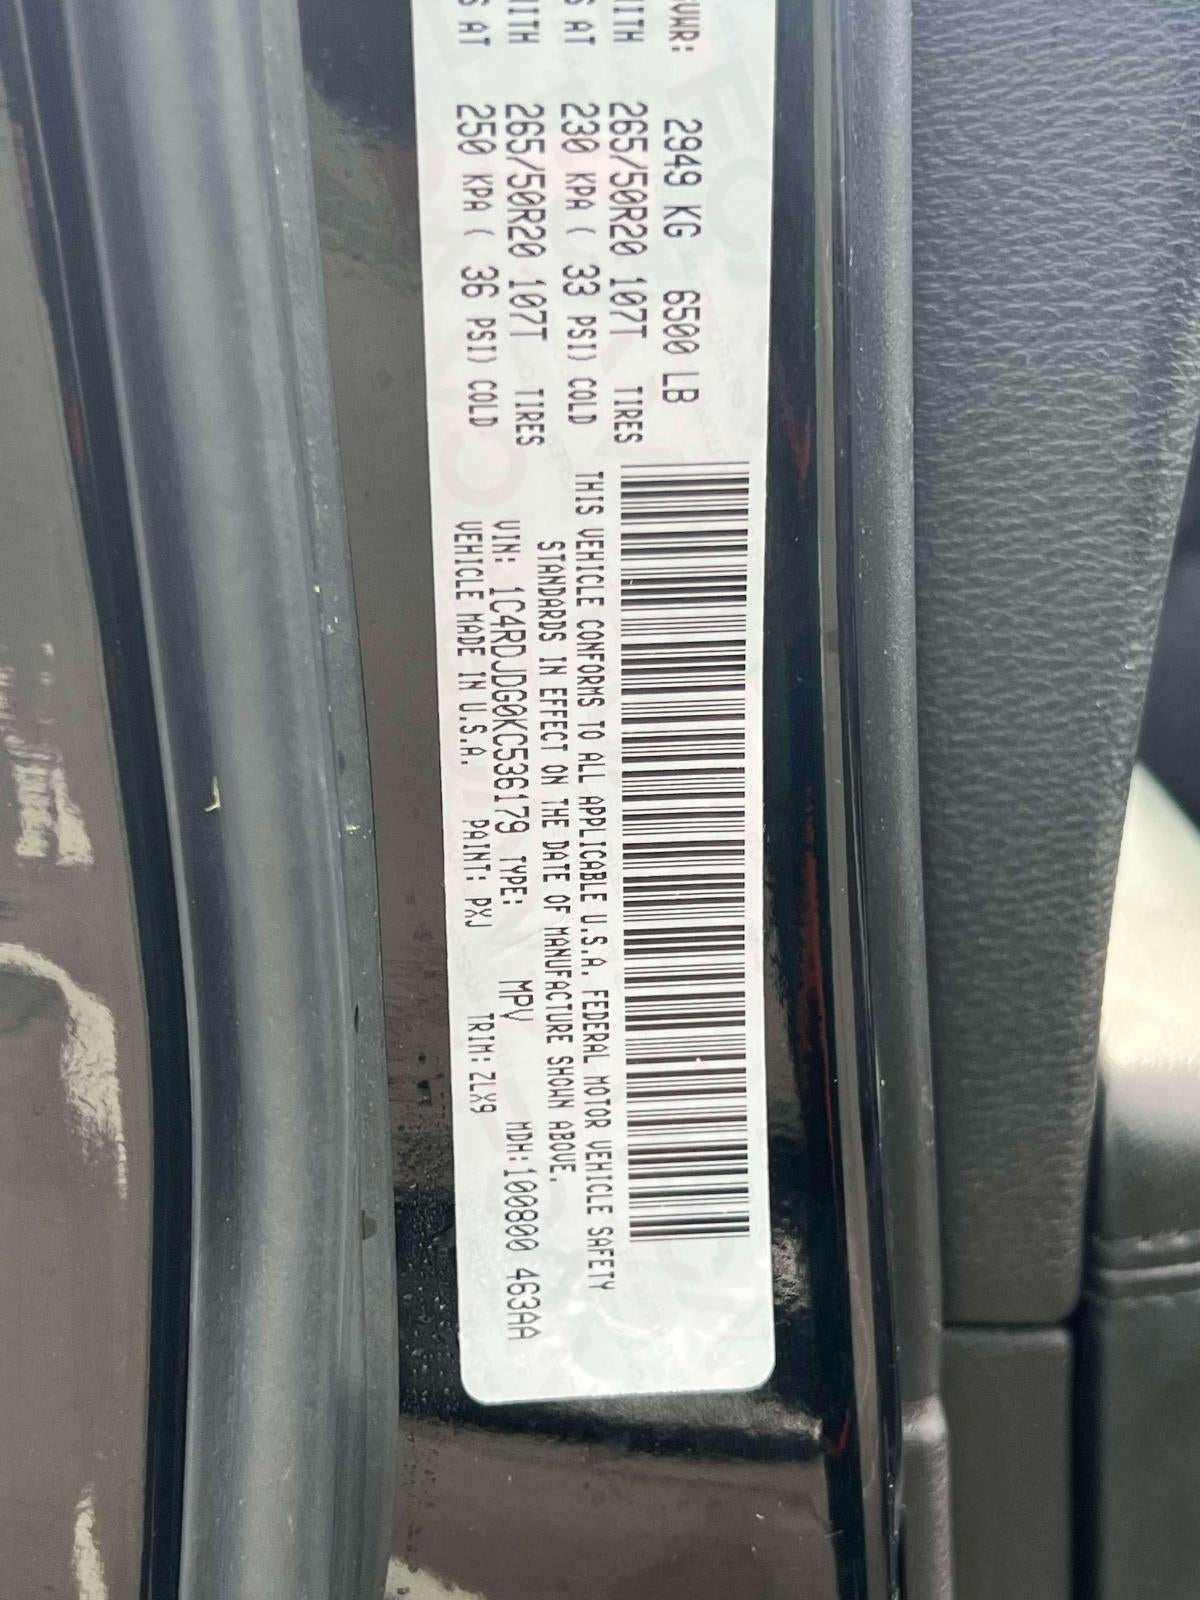 GVWR: 2949 KG 6500 LB
WITH 265/50R20 107T TIRES
S AT 230 KPA ( 33 PSI) COLD
WITH 265/50R20 107T TIRES
S AT 250 KPA ( 36 PSI) COLD
THIS VEHICLE CONFORMS TO ALL APPLICABLE U.S.A. FEDERAL MOTOR VEHICLE SAFETY
STANDARDS IN EFFECT ON THE DATE OF MANUFACTURE SHOWN ABOVE.
VIN: 1C4RDJDG0KC536179 TYPE: MPV MDH:100800 463AA
VEHICLE MADE IN U.S.A. PAINT: PXJ TRIM:ZLX9